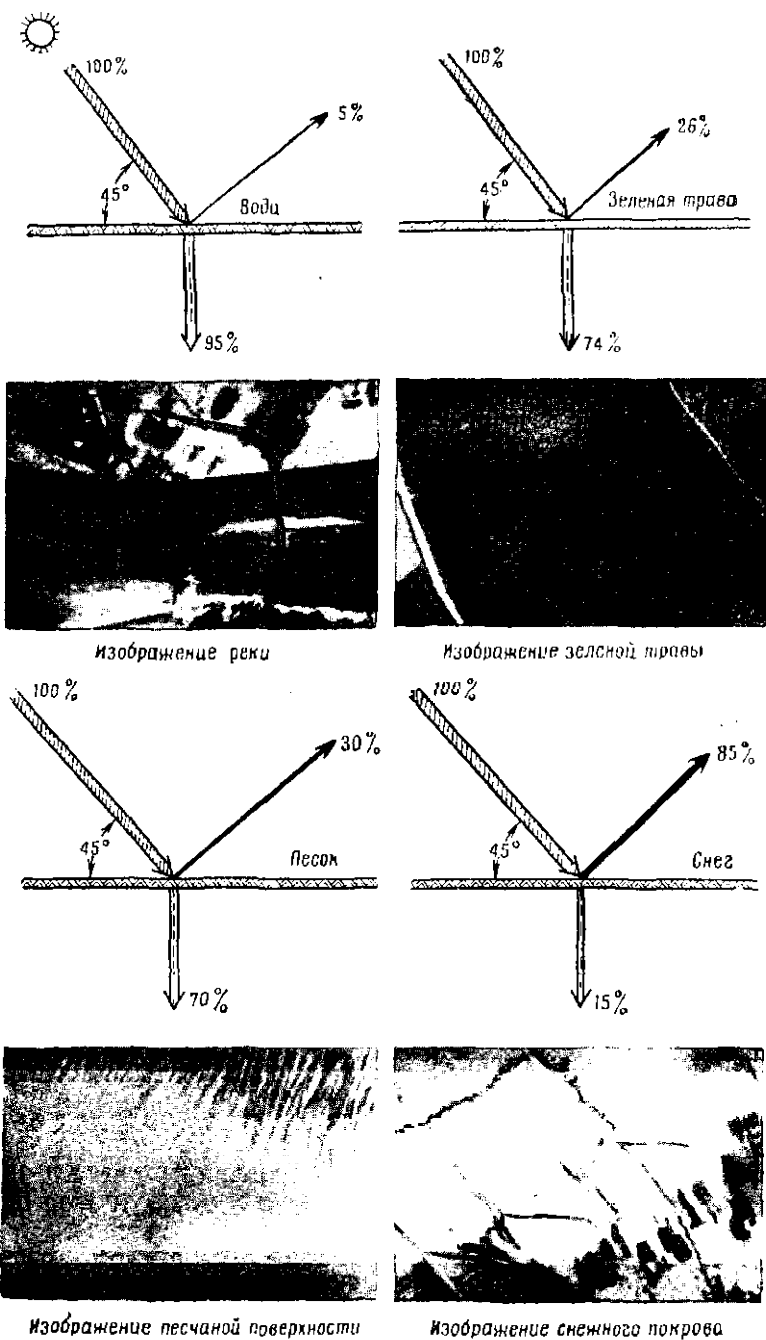 100%
5%
45°
Вода
95%
100%
26%
45°
Зеленая трава
74%
Изображение реки
Изображение зеленой травы
100%
30%
45°
Песок
70%
100%
85%
45°
Снег
15%
Изображение песчаной поверхности
Изображение снежного покрова